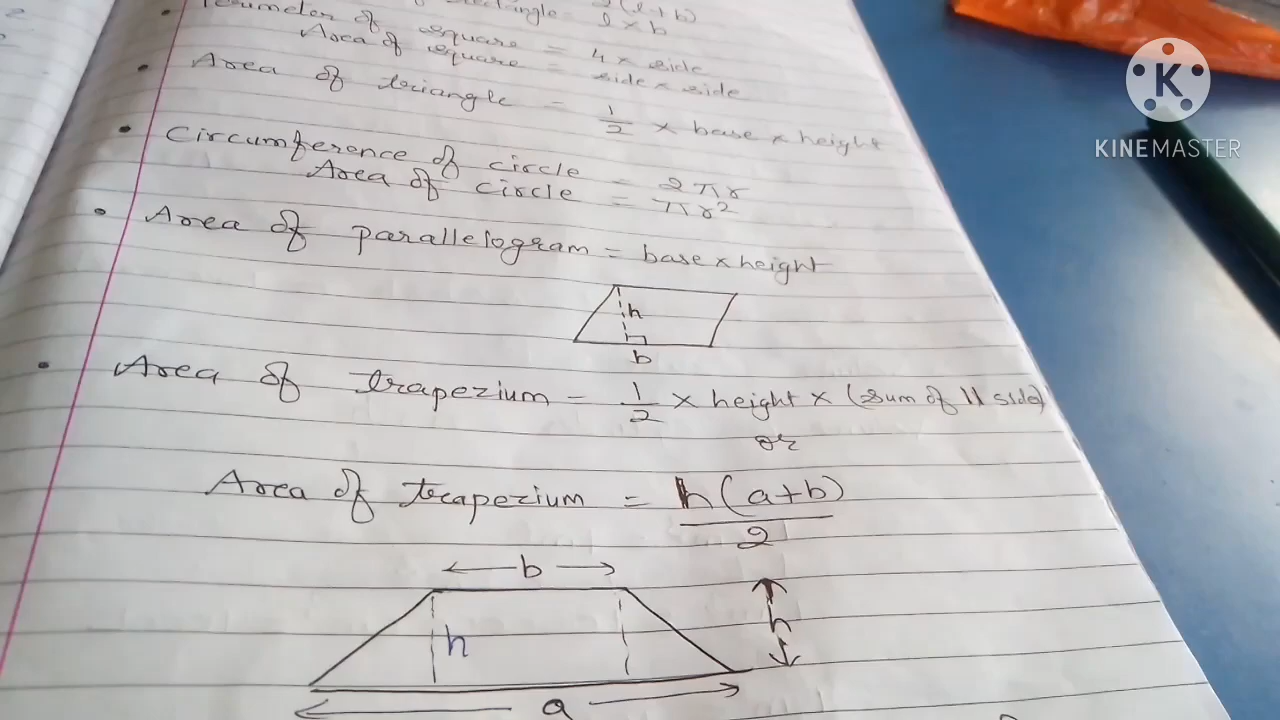 rectangle = 2(l+b)
l × b
• Perimeter of square = 4 × side
Area of square = side × side
• Area of triangle = 1/2 × base × height
• Circumference of circle = 2πr
Area of circle = πr²
• Area of parallelogram = base × height
h
b
• Area of trapezium = 1/2 × height × (sum of || side)
or
Area of trapezium = h(a+b)/2
b
h
h
a
K
KINEMASTER